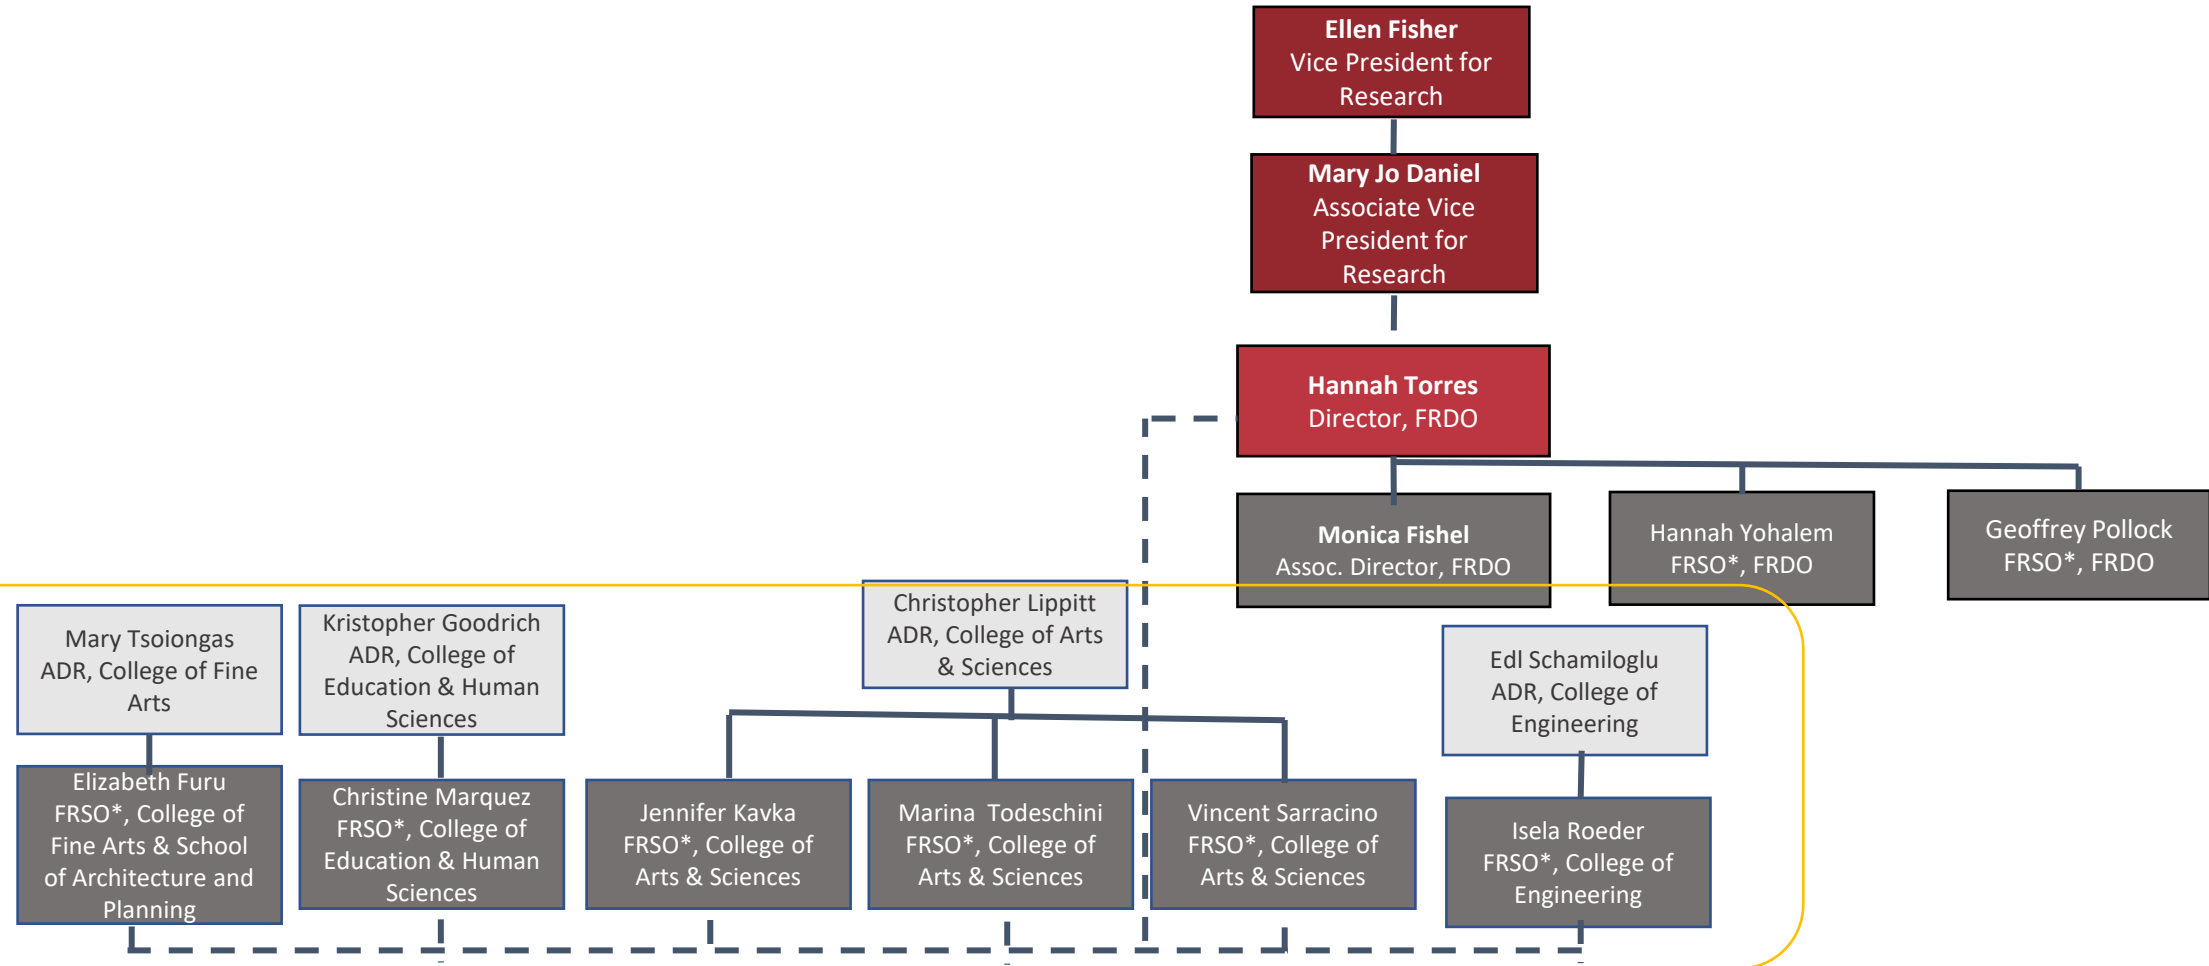 Ellen Fisher
Vice President for
Research
Mary Jo Daniel
Associate Vice
President for
Research
Hannah Torres
Director, FRDO
Monica Fishel
Assoc. Director, FRDO
Hannah Yohalem
FRSO*, FRDO
Geoffrey Pollock
FRSO*, FRDO
Mary Tsoiongas
ADR, College of Fine
Arts
Kristopher Goodrich
ADR, College of
Education & Human
Sciences
Christopher Lippitt
ADR, College of Arts
& Sciences
Edl Schamiloglu
ADR, College of
Engineering
Elizabeth Furu
FRSO*, College of
Fine Arts & School
of Architecture and
Planning
Christine Marquez
FRSO*, College of
Education & Human
Sciences
Jennifer Kavka
FRSO*, College of
Arts & Sciences
Marina  Todeschini
FRSO*, College of
Arts & Sciences
Vincent Sarracino
FRSO*, College of
Arts & Sciences
Isela Roeder
FRSO*, College of
Engineering